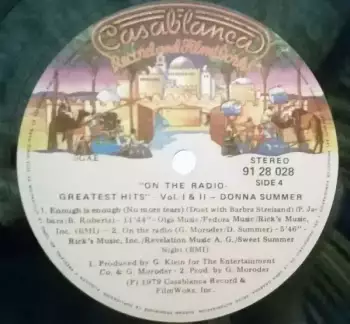 Casablanca
Record and FilmWorks
SGAE
STEREO
91 28 028
SIDE 4
"ON THE RADIO-
GREATEST HITS" Vol. I & II – DONNA SUMMER
1. Enough is enough (No more tears) (Duet with Barbra Streisand) (P. Ja-
bara-B. Roberts) - 11'44" - Olga Music/Fedora Music/Rick's Music,
Inc. (BMI) – 2. On the radio (G. Moroder - D. Summer) - 5'46" -
Rick's Music, Inc./Revelation Music A. G./Sweet Summer
Night (BMI)
1. Produced by G. Klein for The Entertainment
Co. & G. Moroder - 2. Prod. by G. Moroder
(P) 1979 Casablanca Record &
FilmWorks, Inc.